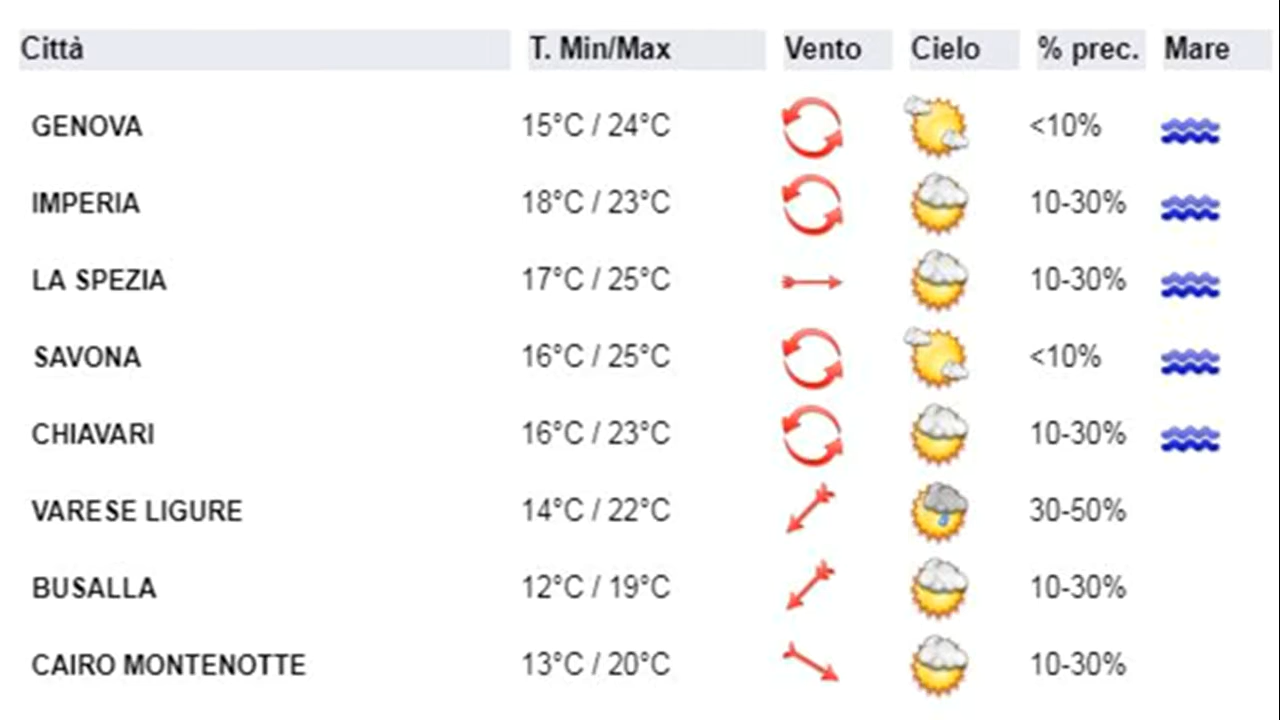 Città T. Min/Max Vento Cielo % prec. Mare
GENOVA 15°C / 24°C <10%
IMPERIA 18°C / 23°C 10-30%
LA SPEZIA 17°C / 25°C 10-30%
SAVONA 16°C / 25°C <10%
CHIAVARI 16°C / 23°C 10-30%
VARESE LIGURE 14°C / 22°C 30-50%
BUSALLA 12°C / 19°C 10-30%
CAIRO MONTENOTTE 13°C / 20°C 10-30%